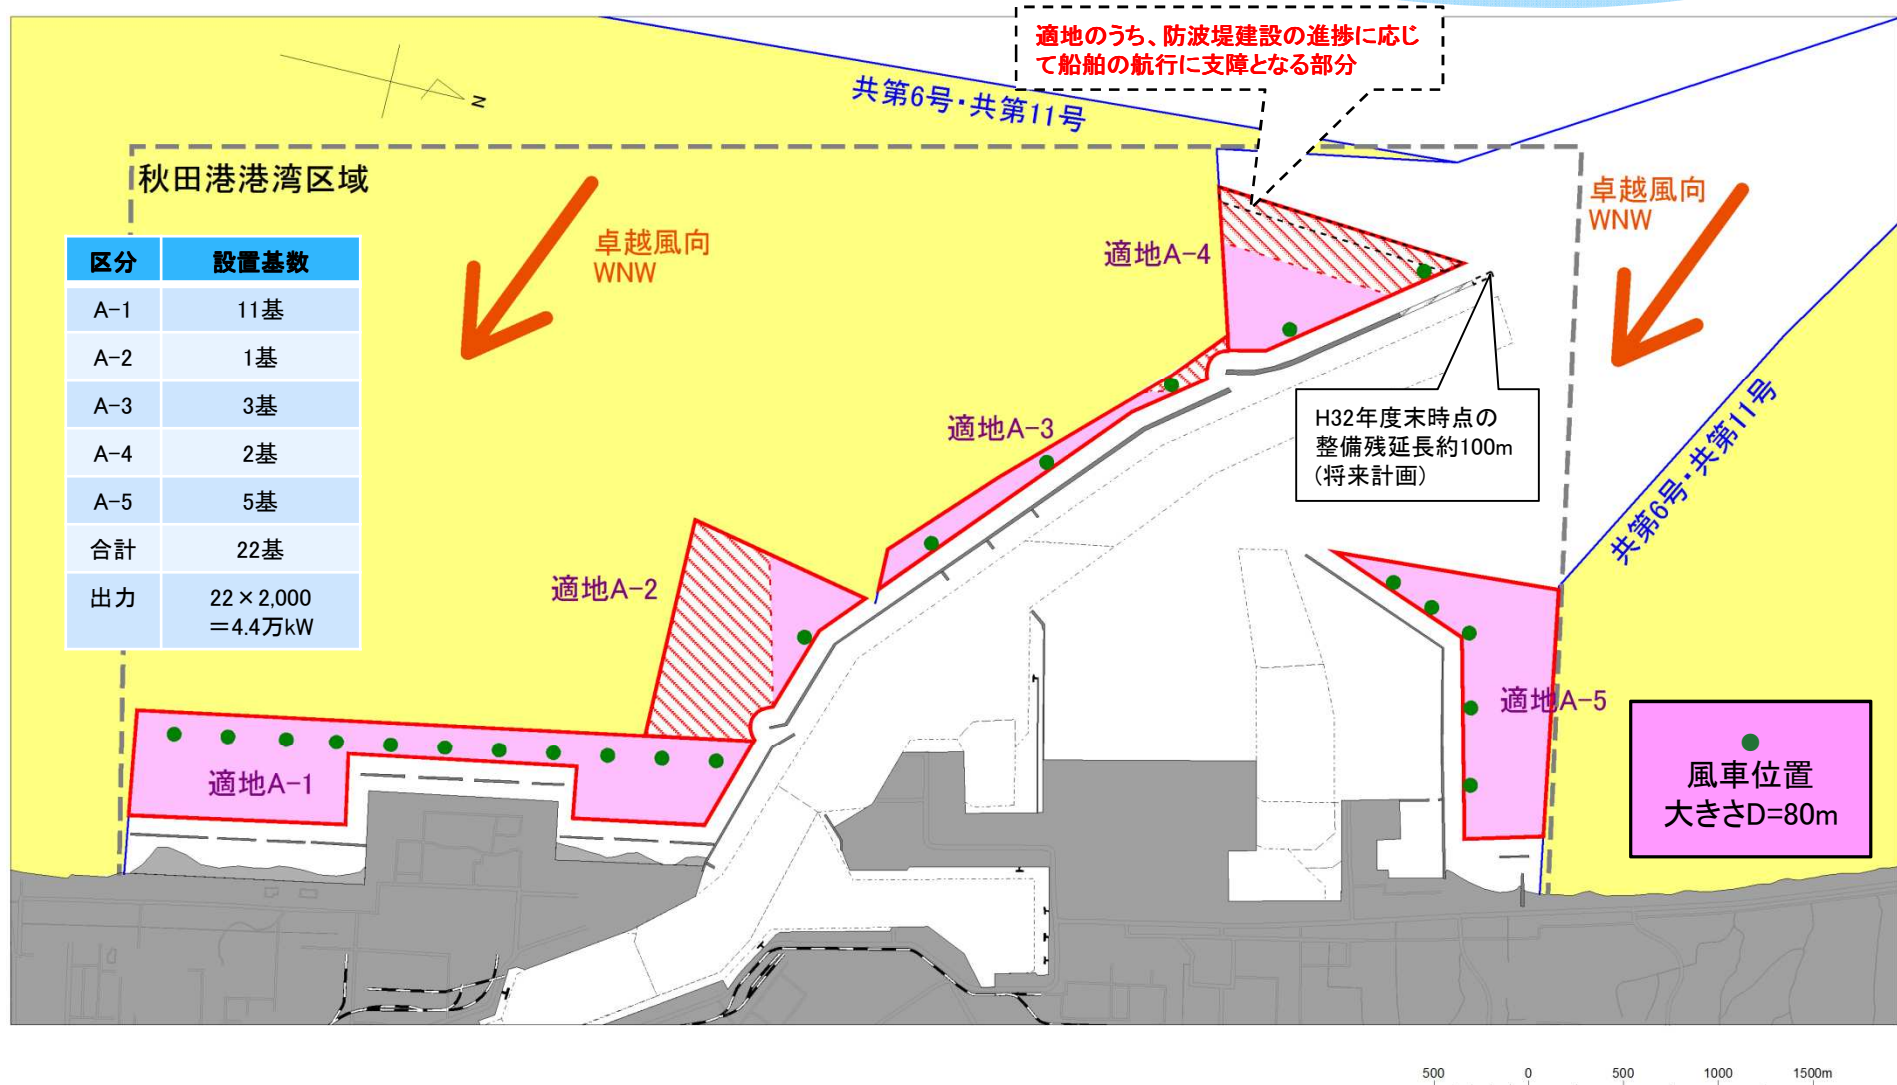 適地のうち、防波堤建設の進捗に応じ
て船舶の航行に支障となる部分
共第6号・共第11号
N
秋田港港湾区域
卓越風向
WNW
卓越風向
WNW
区分 設置基数
A-1 11基
A-2 1基
A-3 3基
A-4 2基
A-5 5基
合計 22基
出力 22×2,000
=4.4万kW
適地A-4
適地A-3
H32年度末時点の
整備残延長約100m
(将来計画)
共第6号・共第11号
適地A-2
適地A-5
適地A-1
風車位置
大きさD=80m
500 0 500 1000 1500m